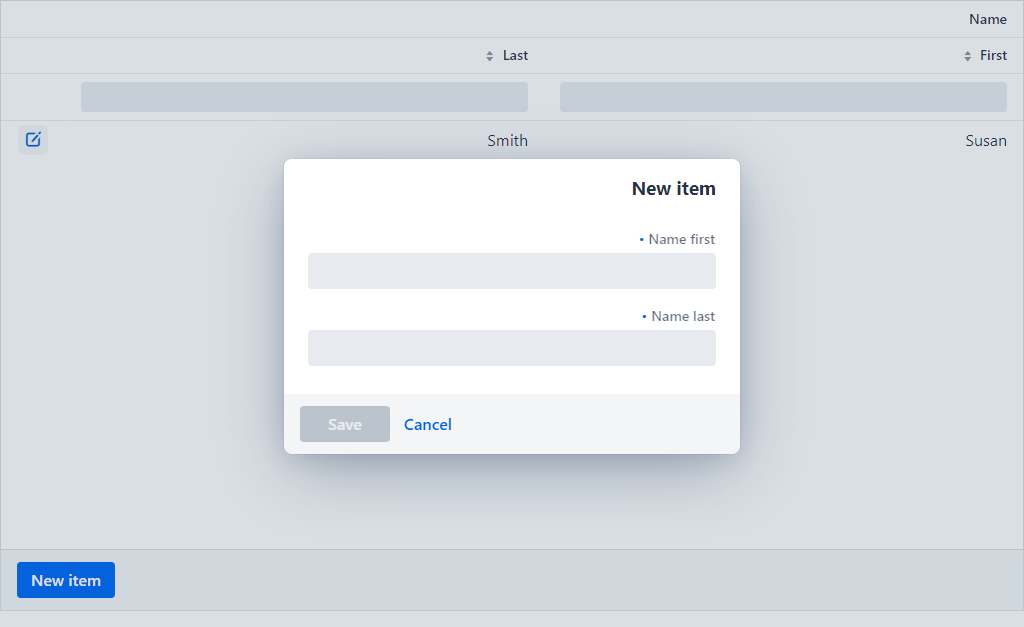 Name
Last
First
Smith
Susan
New item
• Name first
• Name last
Save
Cancel
New item